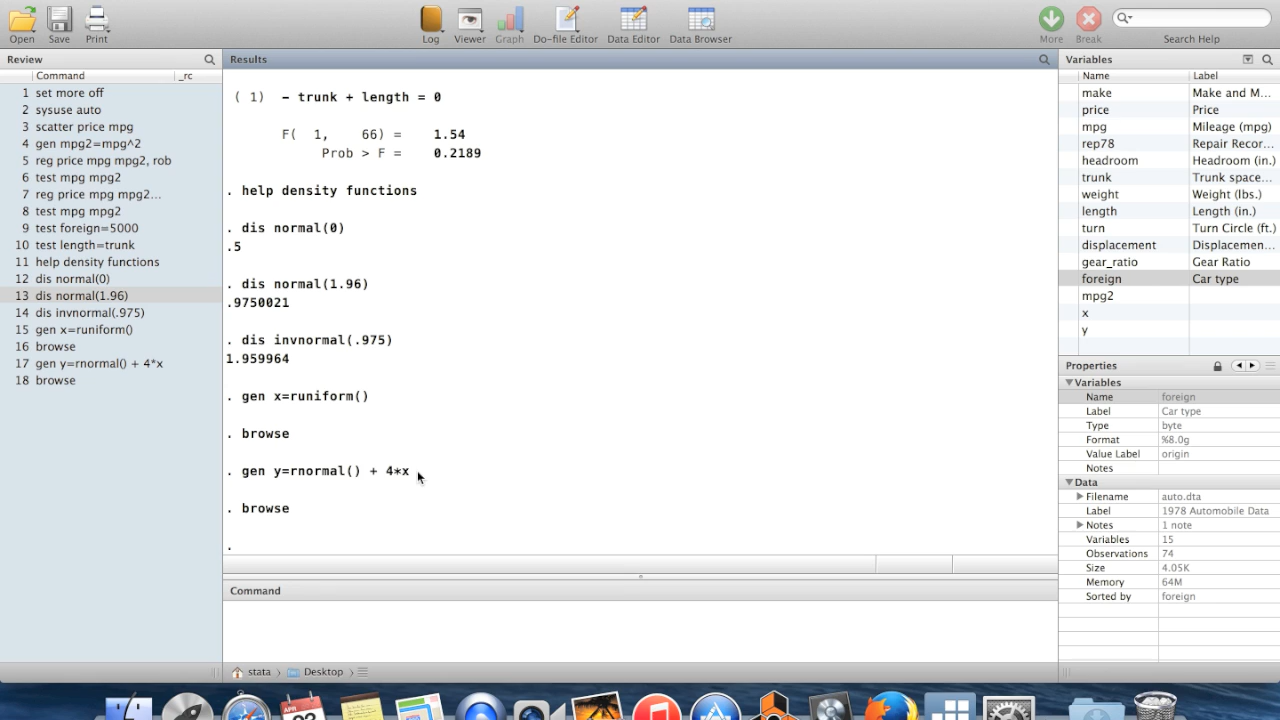 Open
Save
Print
Log
Viewer
Graph
Do-file Editor
Data Editor
Data Browser
More
Break
Search Help
Review
Command
_rc
1 set more off
2 sysuse auto
3 scatter price mpg
4 gen mpg2=mpg^2
5 reg price mpg mpg2, rob
6 test mpg mpg2
7 reg price mpg mpg2...
8 test mpg mpg2
9 test foreign=5000
10 test length=trunk
11 help density functions
12 dis normal(0)
13 dis normal(1.96)
14 dis invnormal(.975)
15 gen x=runiform()
16 browse
17 gen y=rnormal() + 4*x
18 browse
Results
( 1) - trunk + length = 0
F( 1, 66) = 1.54
Prob > F = 0.2189
. help density functions
. dis normal(0)
.5
. dis normal(1.96)
.9750021
. dis invnormal(.975)
1.959964
. gen x=runiform()
. browse
. gen y=rnormal() + 4*x
. browse
.
Command
stata
Desktop
Variables
Name Label
make Make and M...
price Price
mpg Mileage (mpg)
rep78 Repair Recor...
headroom Headroom (in.)
trunk Trunk space...
weight Weight (lbs.)
length Length (in.)
turn Turn Circle (ft.)
displacement Displacemen...
gear_ratio Gear Ratio
foreign Car type
mpg2
x
y
Properties
Variables
Name foreign
Label Car type
Type byte
Format %8.0g
Value Label origin
Notes
Data
Filename auto.dta
Label 1978 Automobile Data
Notes 1 note
Variables 15
Observations 74
Size 4.05K
Memory 64M
Sorted by foreign